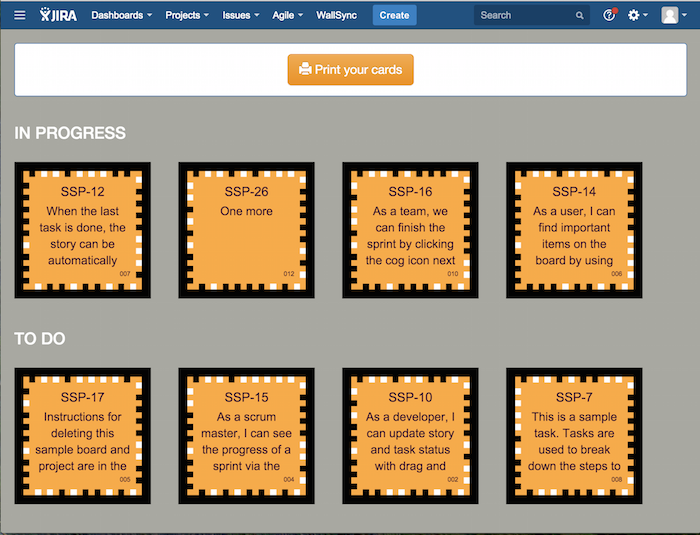 JIRA Dashboards Projects Issues Agile WallSync Create Search
Print your cards
IN PROGRESS
SSP-12
When the last
task is done, the
story can be
automatically
007
SSP-26
One more
012
SSP-16
As a team, we
can finish the
sprint by clicking
the cog icon next
010
SSP-14
As a user, I can
find important
items on the
board by using
006
TO DO
SSP-17
Instructions for
deleting this
sample board and
project are in the
005
SSP-15
As a scrum
master, I can see
the progress of a
sprint via the
004
SSP-10
As a developer, I
can update story
and task status
with drag and
002
SSP-7
This is a sample
task. Tasks are
used to break
down the steps to
008